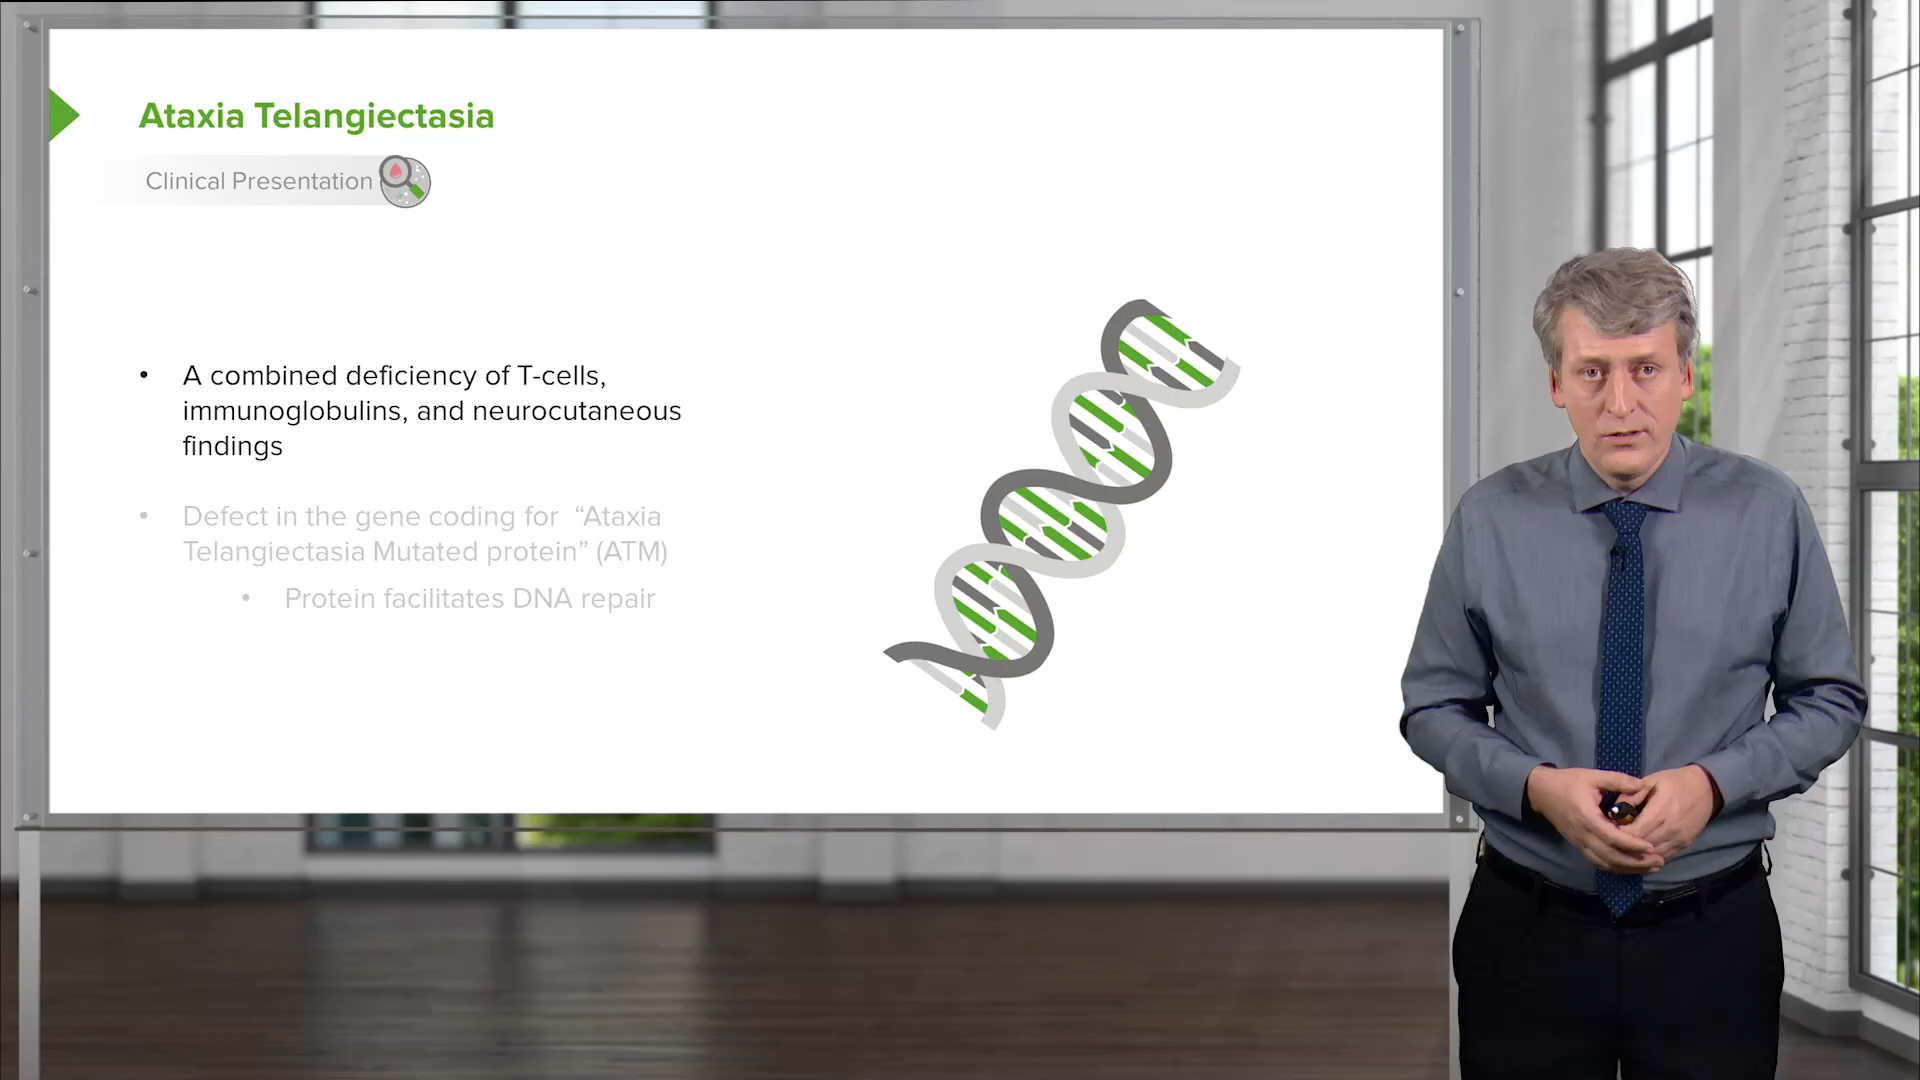 Ataxia Telangiectasia
Clinical Presentation
• A combined deficiency of T-cells,
immunoglobulins, and neurocutaneous
findings
• Defect in the gene coding for “Ataxia
Telangiectasia Mutated protein” (ATM)
• Protein facilitates DNA repair